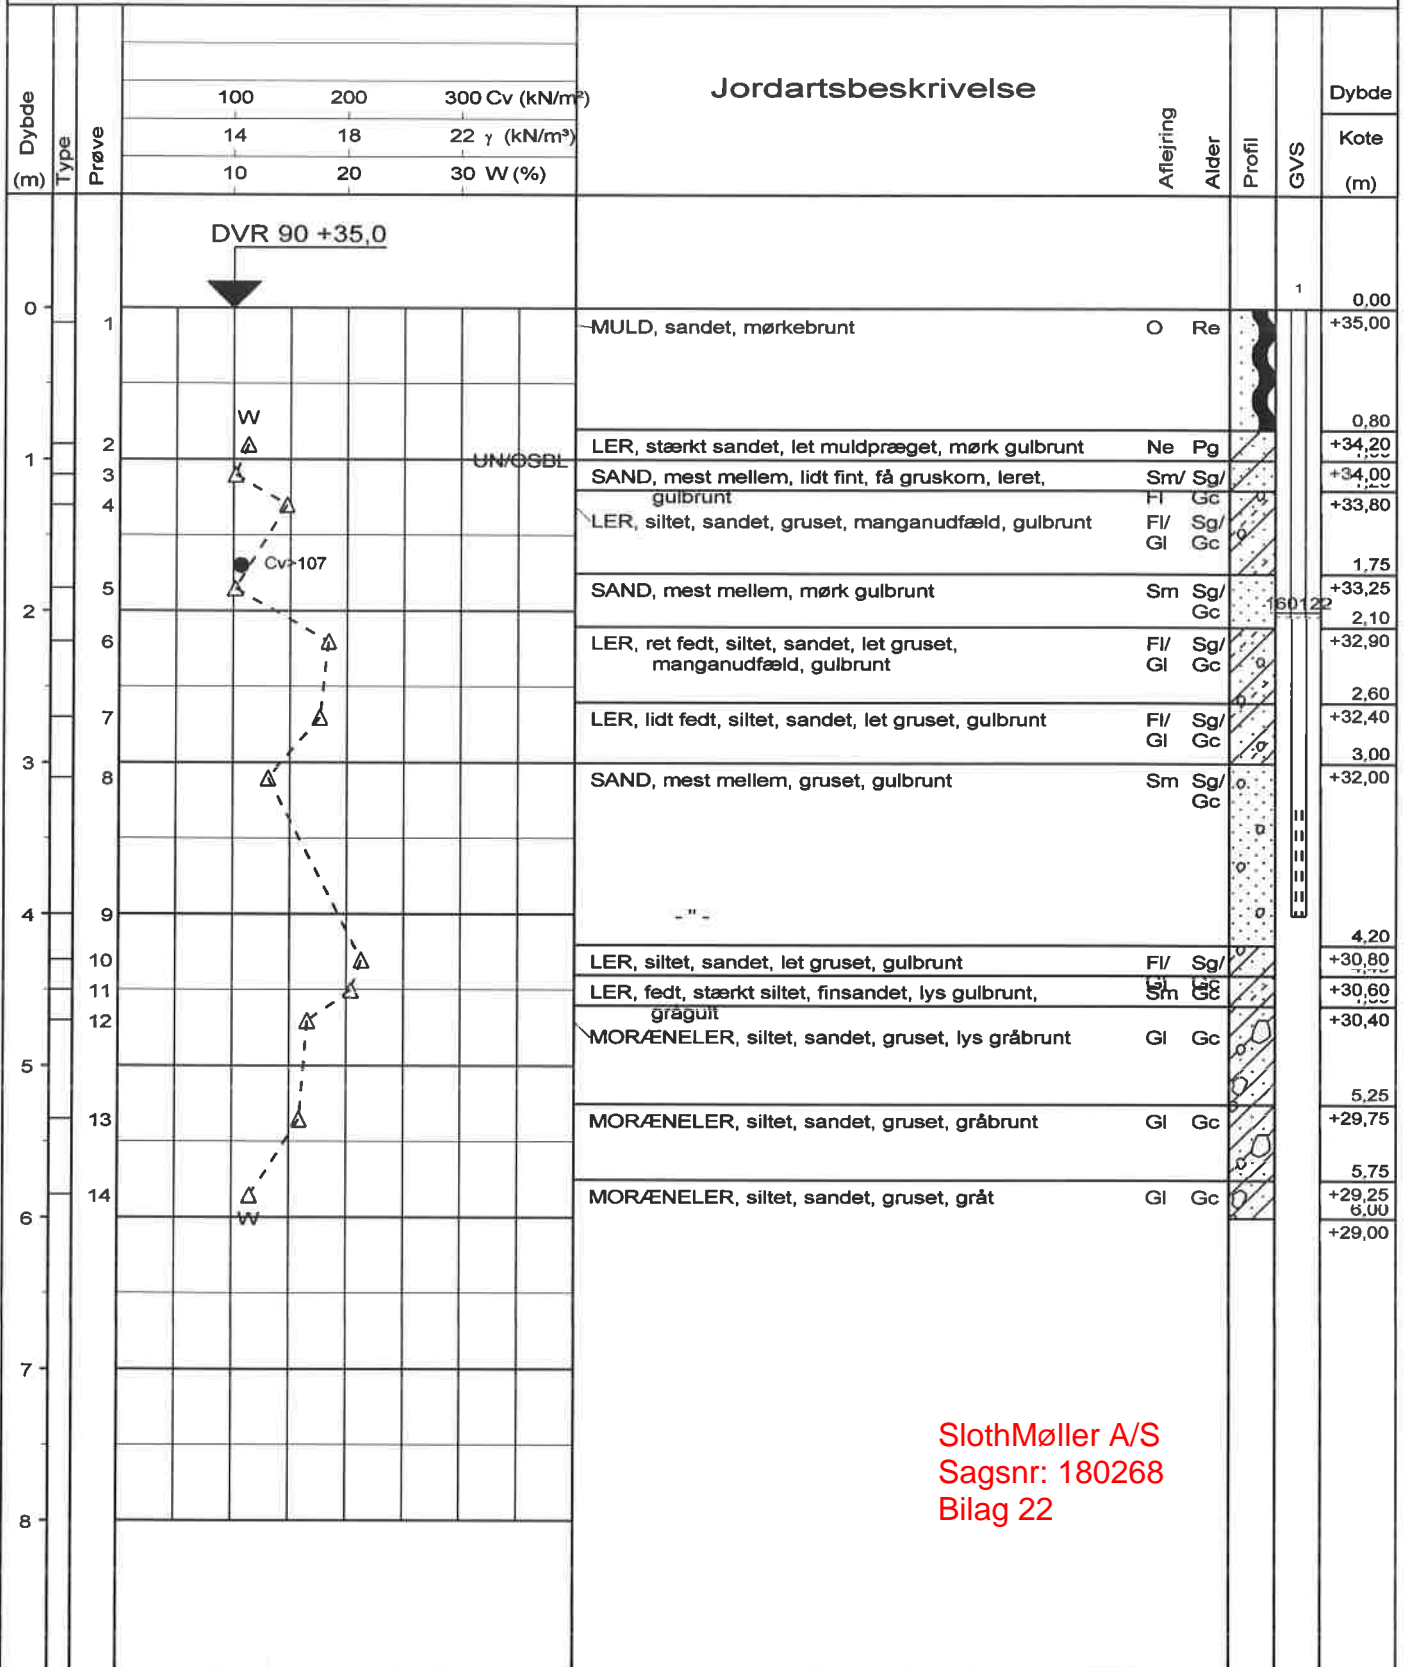 Dybde
(m)
Type
Prøve
100 200 300 Cv (kN/m²)
14 18 22 γ (kN/m³)
10 20 30 W (%)
Jordartsbeskrivelse
Aflejring
Alder
Profil
GVS
Dybde
Kote
(m)
DVR 90 +35,0
1
0 0,00
1 MULD, sandet, mørkebrunt O Re +35,00
W 0,80
2 LER, stærkt sandet, let muldpræget, mørk gulbrunt Ne Pg +34,20
1 UN/OSBL
3 SAND, mest mellem, lidt fint, få gruskorn, leret, Sm/ Sg/ +34,00
gulbrunt Fl Gc
4 +33,80
LER, siltet, sandet, gruset, manganudfæld, gulbrunt Fl/ Sg/
Gl Gc
Cv>107 1,75
5 SAND, mest mellem, mørk gulbrunt Sm Sg/ +33,25
Gc
2 160122 2,10
6 LER, ret fedt, siltet, sandet, let gruset, Fl/ Sg/ +32,90
manganudfæld, gulbrunt Gl Gc
2,60
7 LER, lidt fedt, siltet, sandet, let gruset, gulbrunt Fl/ Sg/ +32,40
Gl Gc
3 3,00
8 SAND, mest mellem, gruset, gulbrunt Sm Sg/ +32,00
Gc
4 9 - " -
4,20
10 LER, siltet, sandet, let gruset, gulbrunt Fl/ Sg/ +30,80
Gl Gc
11 LER, fedt, stærkt siltet, finsandet, lys gulbrunt, Sm Gc +30,60
grågult
12 +30,40
MORÆNELER, siltet, sandet, gruset, lys gråbrunt Gl Gc
5 5,25
13 MORÆNELER, siltet, sandet, gruset, gråbrunt Gl Gc +29,75
5,75
14 MORÆNELER, siltet, sandet, gruset, gråt Gl Gc +29,25
6 W 6,00
+29,00
7
8
SlothMøller A/S
Sagsnr: 180268
Bilag 22